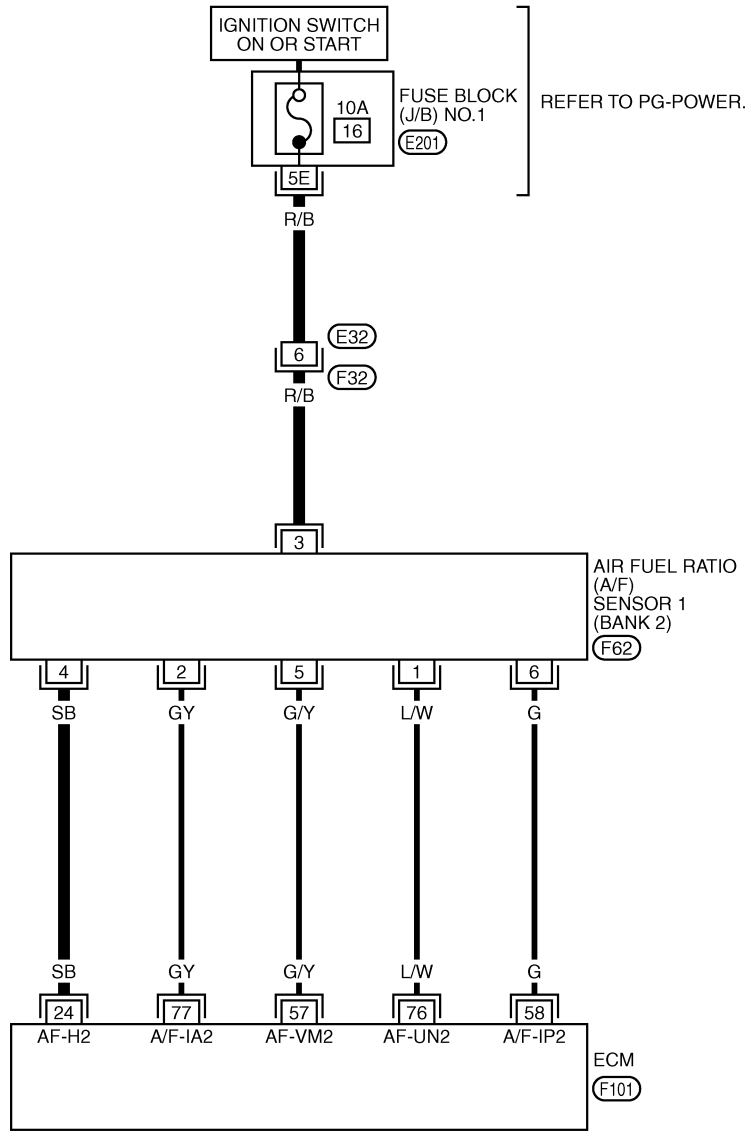 IGNITION SWITCH
ON OR START
FUSE BLOCK
(J/B) NO.1
E201
10A
16
REFER TO PG-POWER.
5E
R/B
E32
6
F32
R/B
3
AIR FUEL RATIO
(A/F)
SENSOR 1
(BANK 2)
F62
4 2 5 1 6
SB GY G/Y L/W G
SB GY G/Y L/W G
24 77 57 76 58
AF-H2 A/F-IA2 AF-VM2 AF-UN2 A/F-IP2
ECM
F101